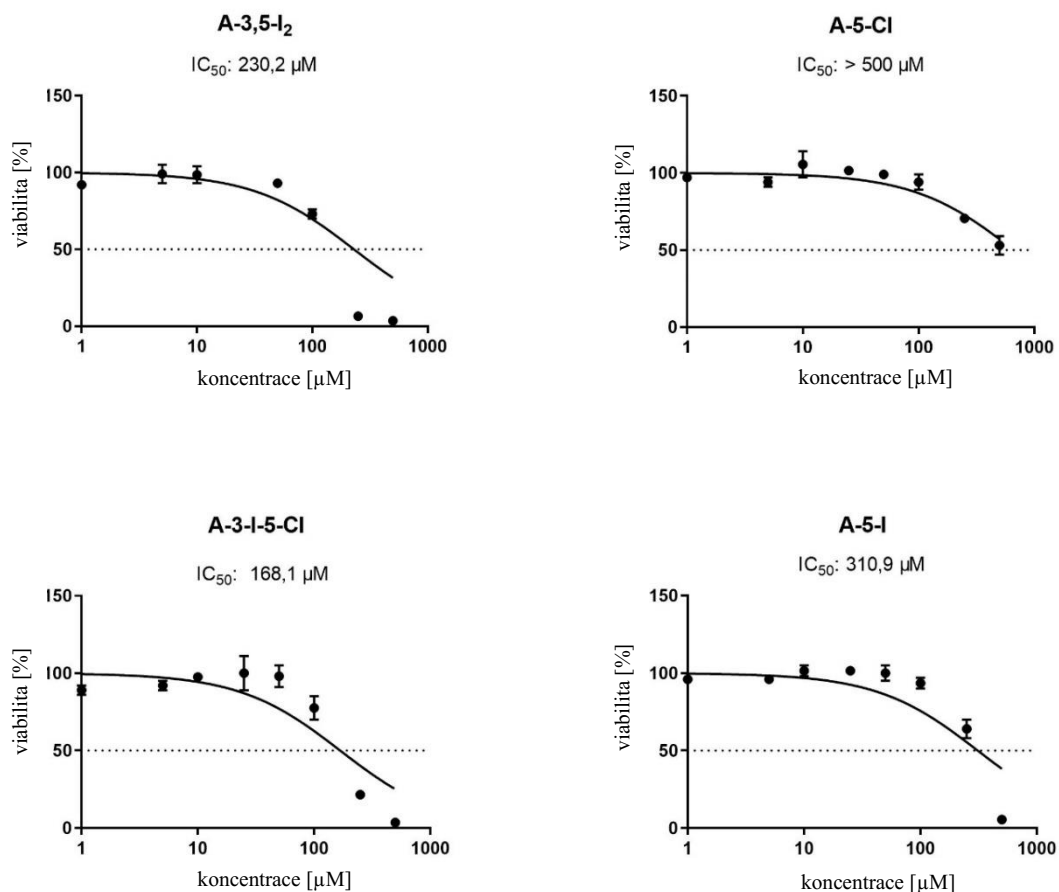 A-3,5-I₂
IC₅₀: 230,2 µM
150
100
50
0
viabilita [%]
1
10
100
1000
koncentrace [µM]
A-5-Cl
IC₅₀: > 500 µM
150
100
50
0
viabilita [%]
1
10
100
1000
koncentrace [µM]
A-3-I-5-Cl
IC₅₀: 168,1 µM
150
100
50
0
viabilita [%]
1
10
100
1000
koncentrace [µM]
A-5-I
IC₅₀: 310,9 µM
150
100
50
0
viabilita [%]
1
10
100
1000
koncentrace [µM]